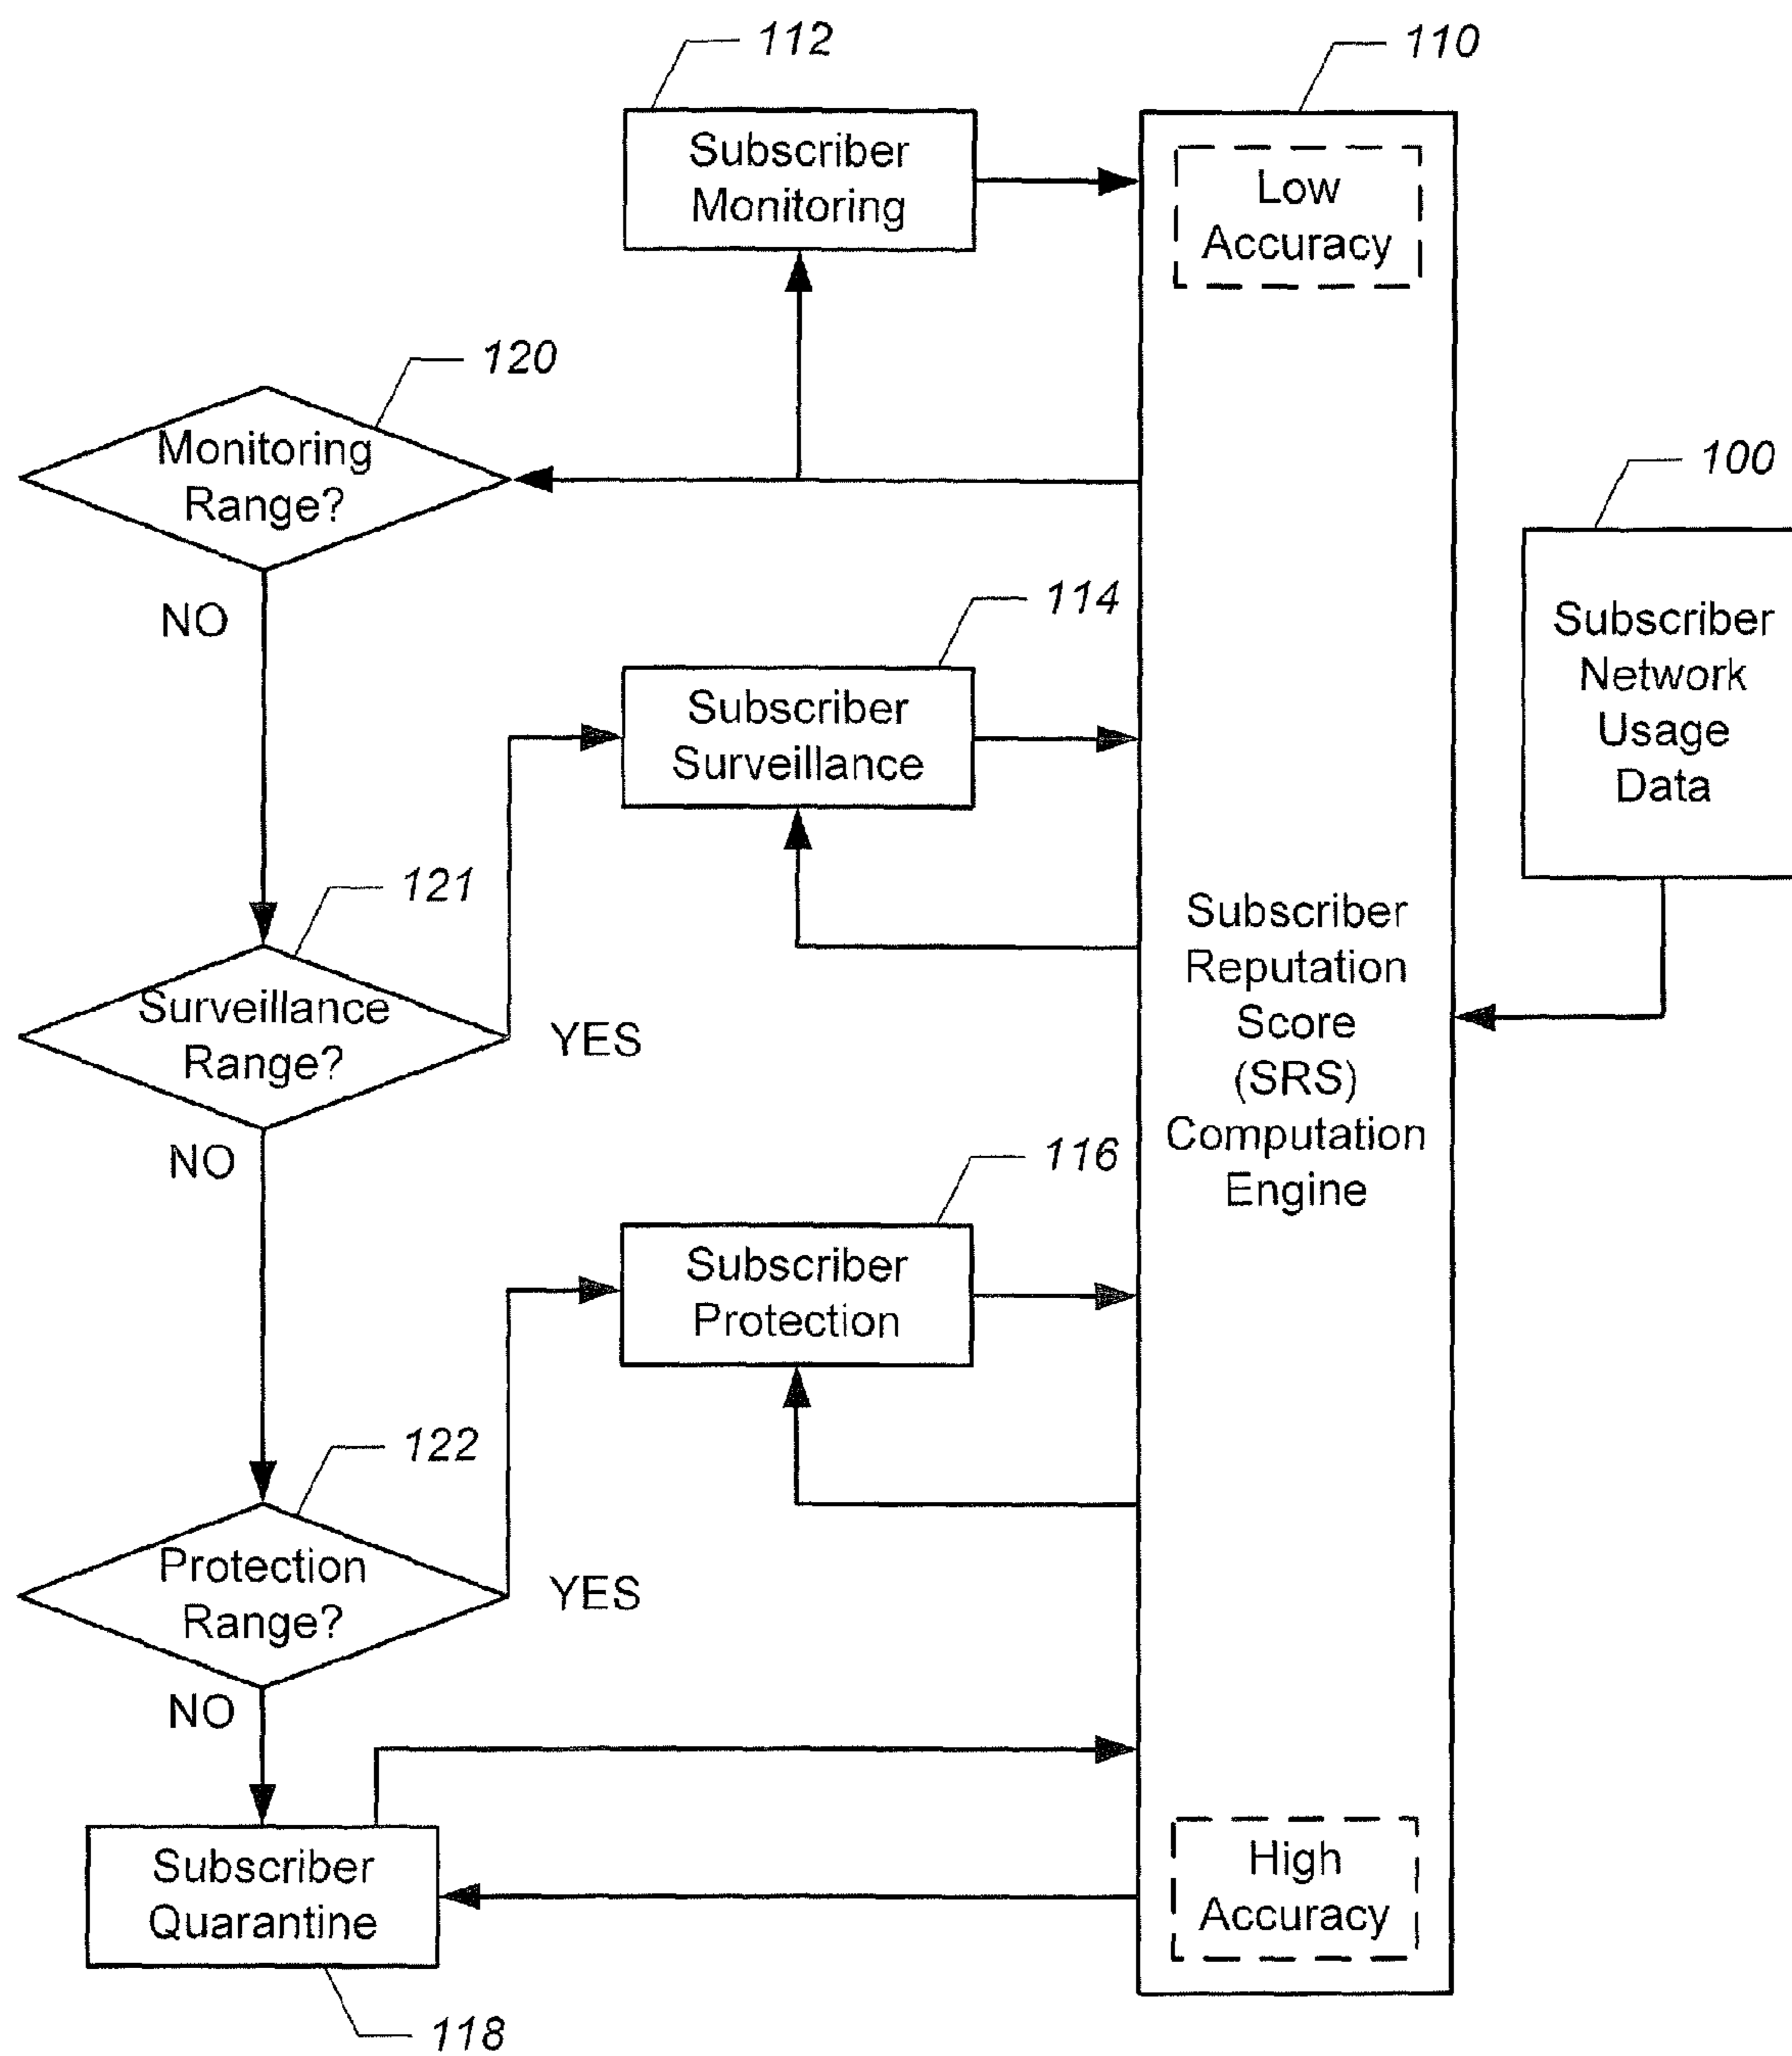 112
110
Subscriber
Monitoring
Low
Accuracy
120
Monitoring
Range?
100
NO
114
Subscriber
Network
Usage
Data
Subscriber
Surveillance
121
Surveillance
Range?
YES
Subscriber
Reputation
Score
(SRS)
Computation
Engine
NO
116
Subscriber
Protection
122
Protection
Range?
YES
NO
Subscriber
Quarantine
High
Accuracy
118